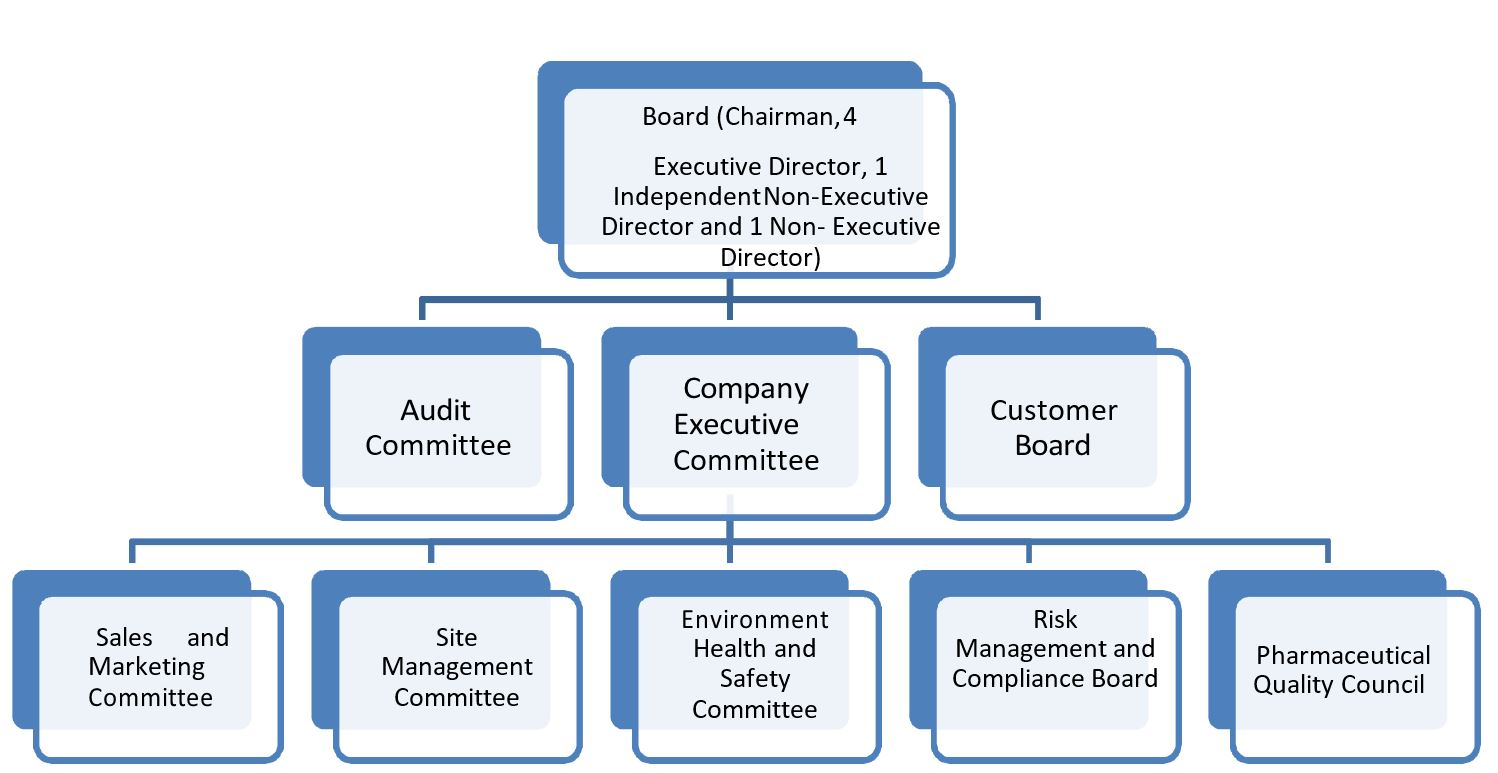 Board (Chairman, 4
Executive Director, 1
Independent Non-Executive
Director and 1 Non- Executive
Director)
Audit
Committee
Company
Executive
Committee
Customer
Board
Sales and
Marketing
Committee
Site
Management
Committee
Environment
Health and
Safety
Committee
Risk
Management and
Compliance Board
Pharmaceutical
Quality Council